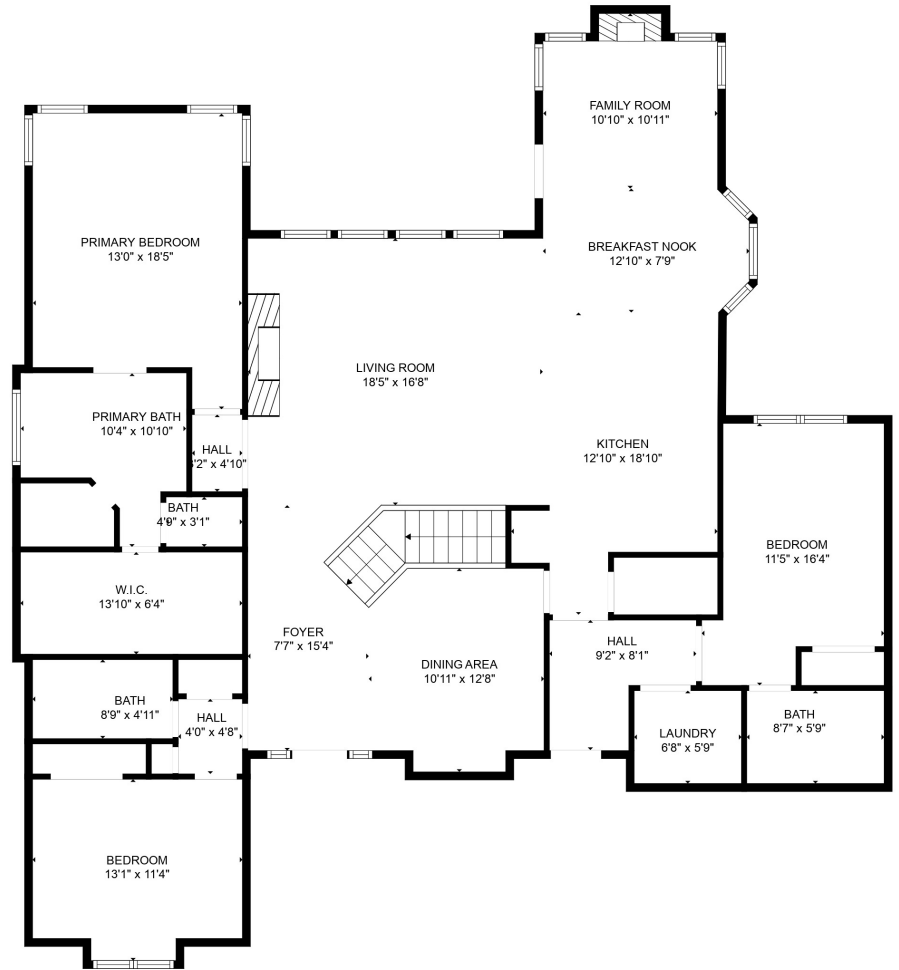 FAMILY ROOM
10'10" x 10'11"
PRIMARY BEDROOM
13'0" x 18'5"
BREAKFAST NOOK
12'10" x 7'9"
LIVING ROOM
18'5" x 16'8"
PRIMARY BATH
10'4" x 10'10"
HALL
'2" x 4'10"
KITCHEN
12'10" x 18'10"
BATH
4'9" x 3'1"
BEDROOM
11'5" x 16'4"
W.I.C.
13'10" x 6'4"
FOYER
7'7" x 15'4"
HALL
9'2" x 8'1"
DINING AREA
10'11" x 12'8"
BATH
8'9" x 4'11"
HALL
4'0" x 4'8"
LAUNDRY
6'8" x 5'9"
BATH
8'7" x 5'9"
BEDROOM
13'1" x 11'4"